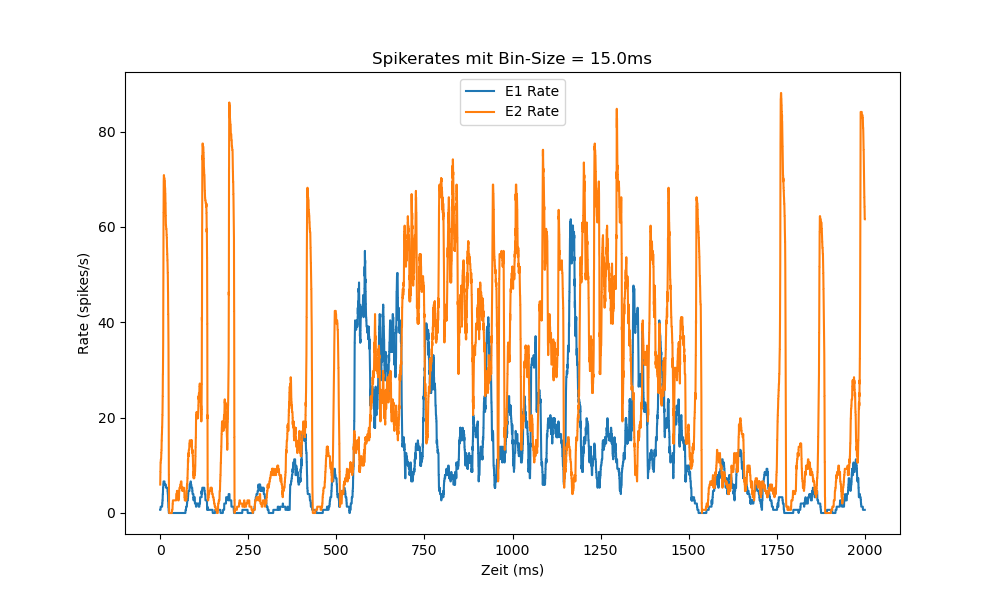 Spikerates mit Bin-Size = 15.0ms
E1 Rate
E2 Rate
Rate (spikes/s)
80
60
40
20
0
0 250 500 750 1000 1250 1500 1750 2000
Zeit (ms)